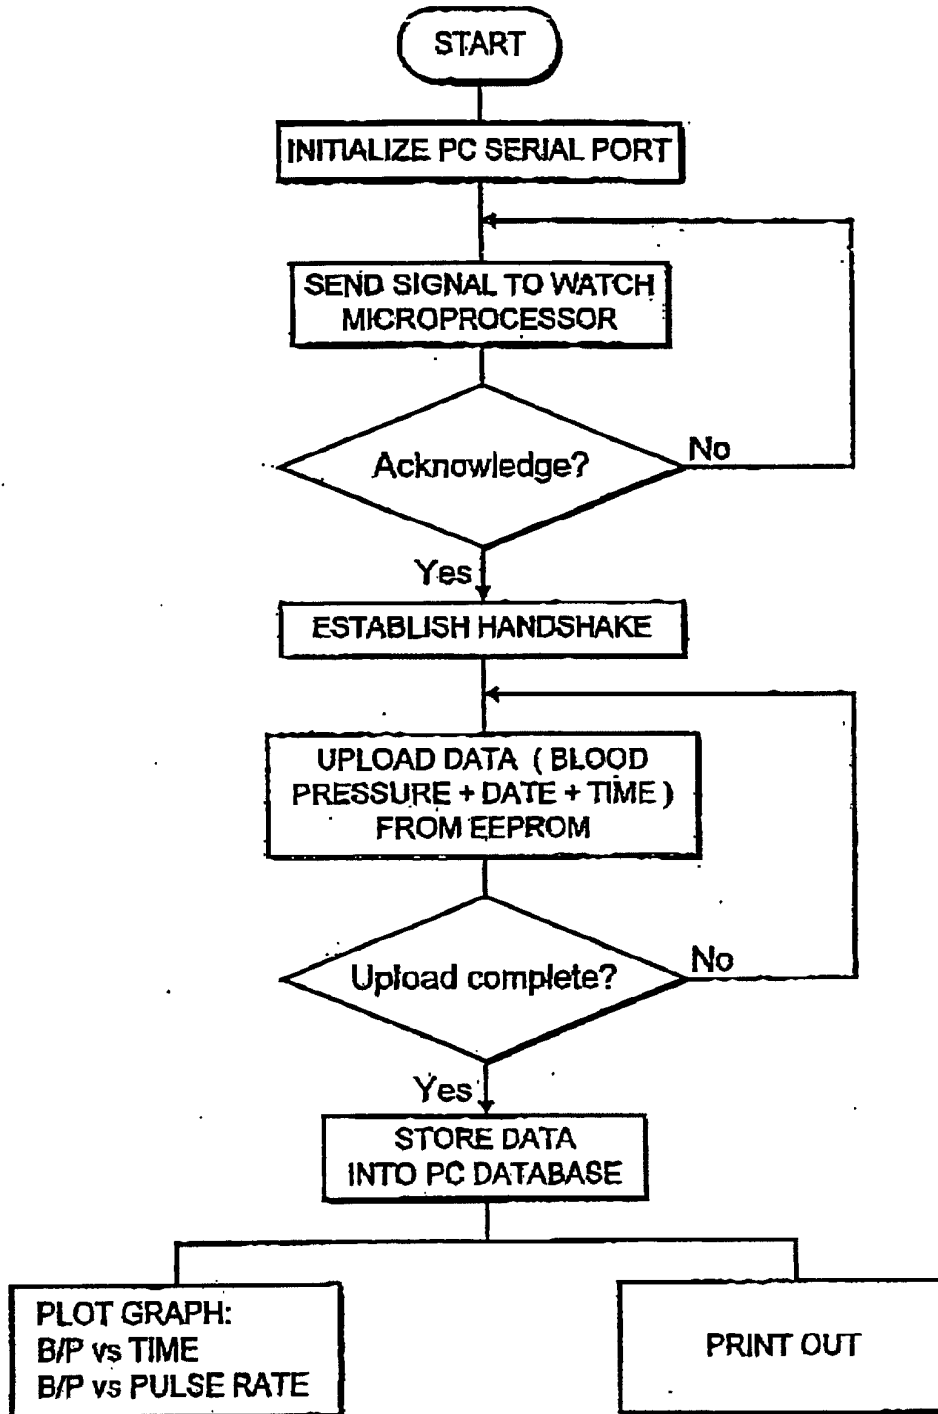 START
INITIALIZE PC SERIAL PORT
SEND SIGNAL TO WATCH
MICROPROCESSOR
Acknowledge?
No
Yes
ESTABLISH HANDSHAKE
UPLOAD DATA ( BLOOD
PRESSURE + DATE + TIME )
FROM EEPROM
Upload complete?
No
Yes
STORE DATA
INTO PC DATABASE
PLOT GRAPH:
B/P vs TIME
B/P vs PULSE RATE
PRINT OUT